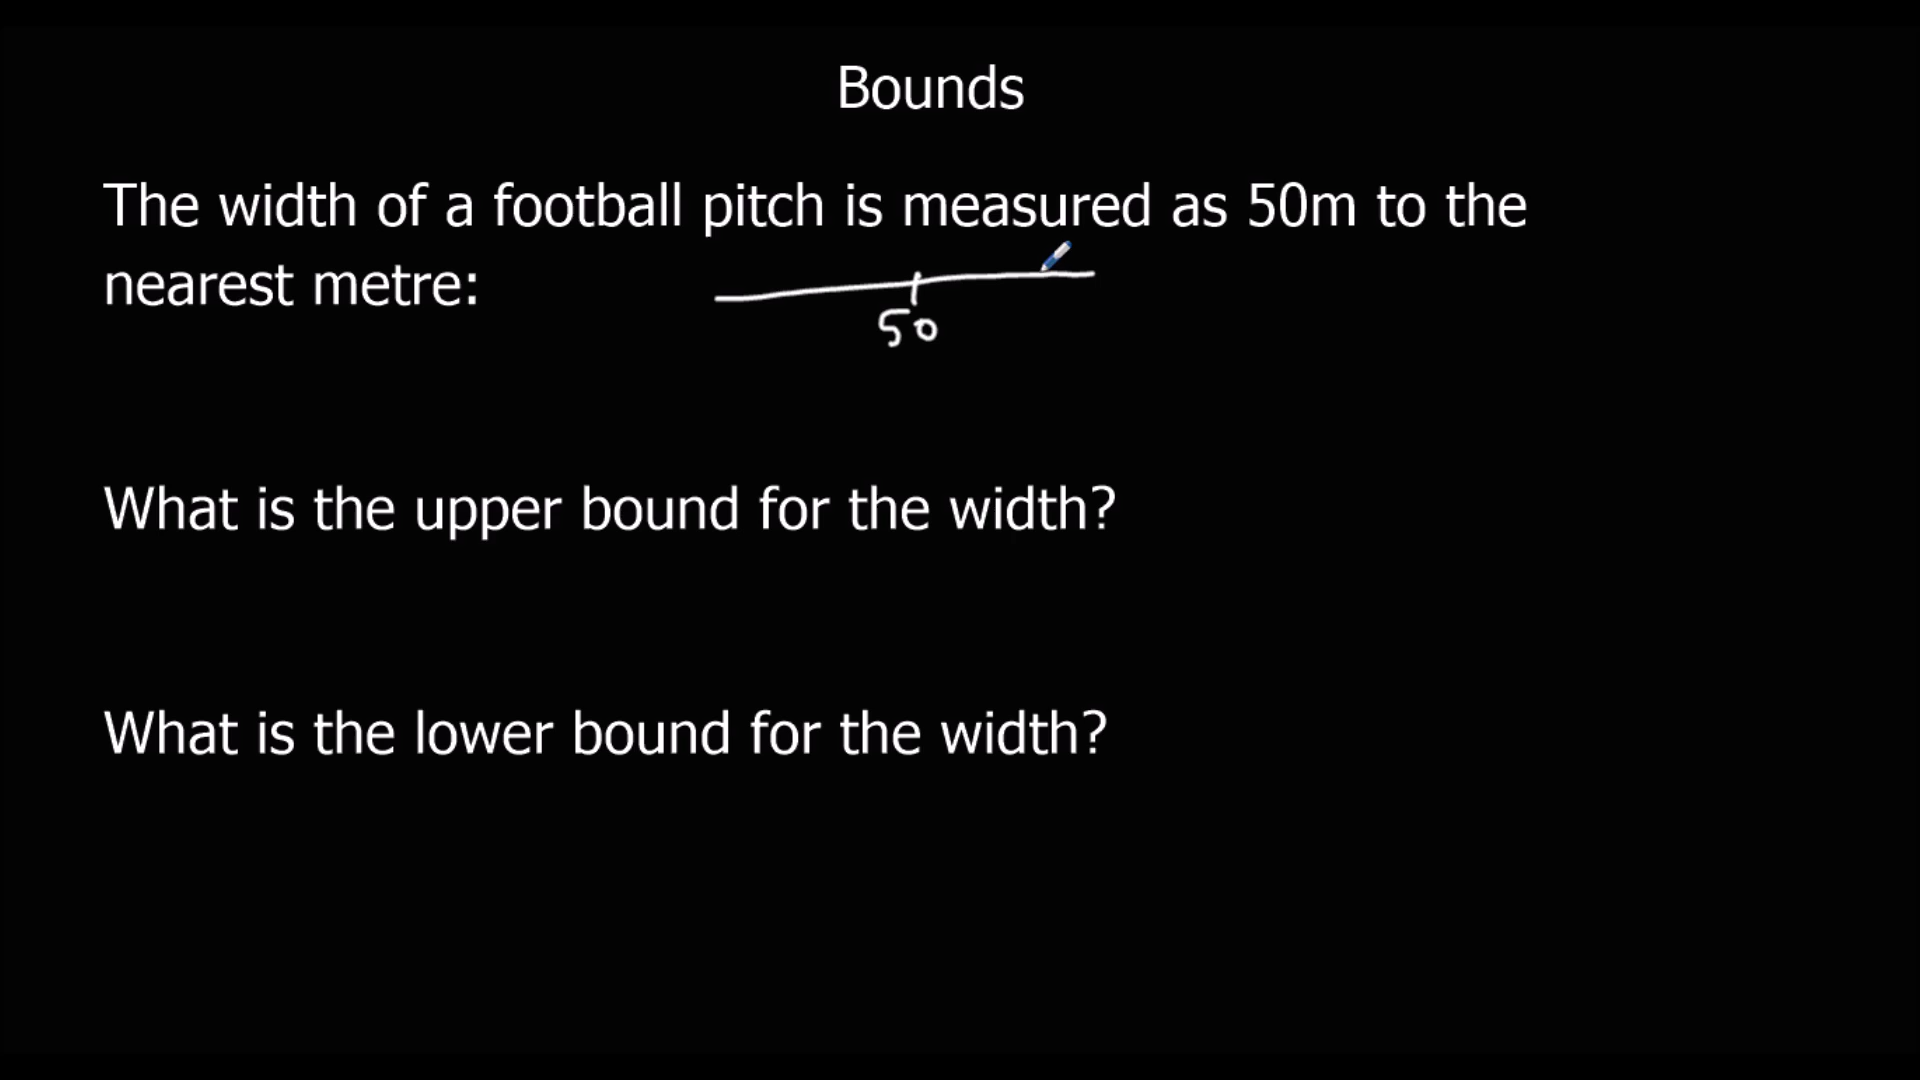 Bounds
The width of a football pitch is measured as 50m to the
nearest metre:
50
What is the upper bound for the width?
What is the lower bound for the width?